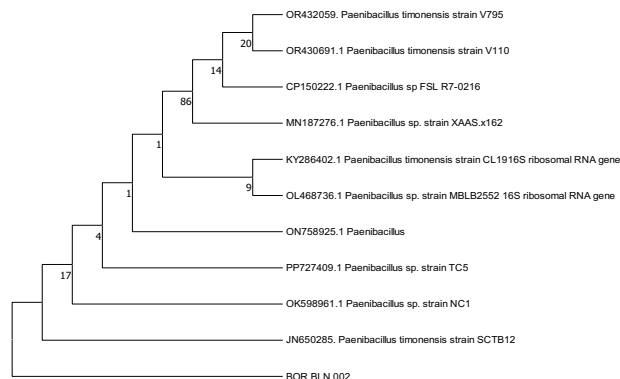 OR432059. Paenibacillus timonensis strain V795
20
OR430691.1 Paenibacillus timonensis strain V110
14
CP150222.1 Paenibacillus sp FSL R7-0216
86
MN187276.1 Paenibacillus sp. strain XAAS.x162
1
KY286402.1 Paenibacillus timonensis strain CL1916S ribosomal RNA gene
9
OL468736.1 Paenibacillus sp. strain MBLB2552 16S ribosomal RNA gene
1
ON758925.1 Paenibacillus
4
PP727409.1 Paenibacillus sp. strain TC5
17
OK598961.1 Paenibacillus sp. strain NC1
JN650285. Paenibacillus timonensis strain SCTB12
BOR BLN 002